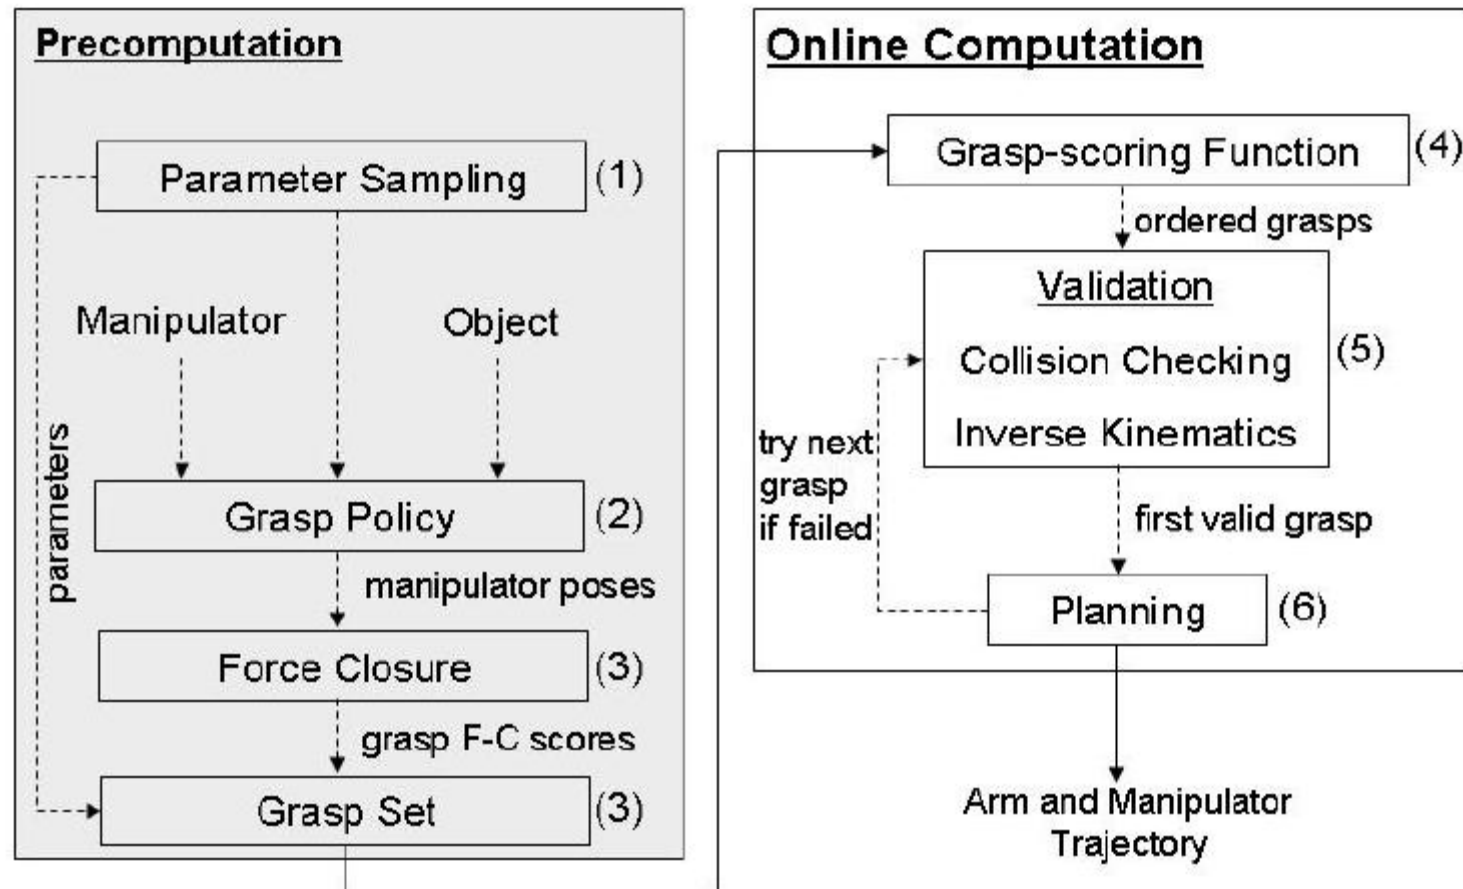 Precomputation
Parameter Sampling (1)
Manipulator
Object
parameters
Grasp Policy (2)
manipulator poses
Force Closure (3)
grasp F-C scores
Grasp Set (3)
Online Computation
Grasp-scoring Function (4)
ordered grasps
Validation
Collision Checking
(5)
Inverse Kinematics
try next
grasp
if failed
first valid grasp
Planning (6)
Arm and Manipulator
Trajectory